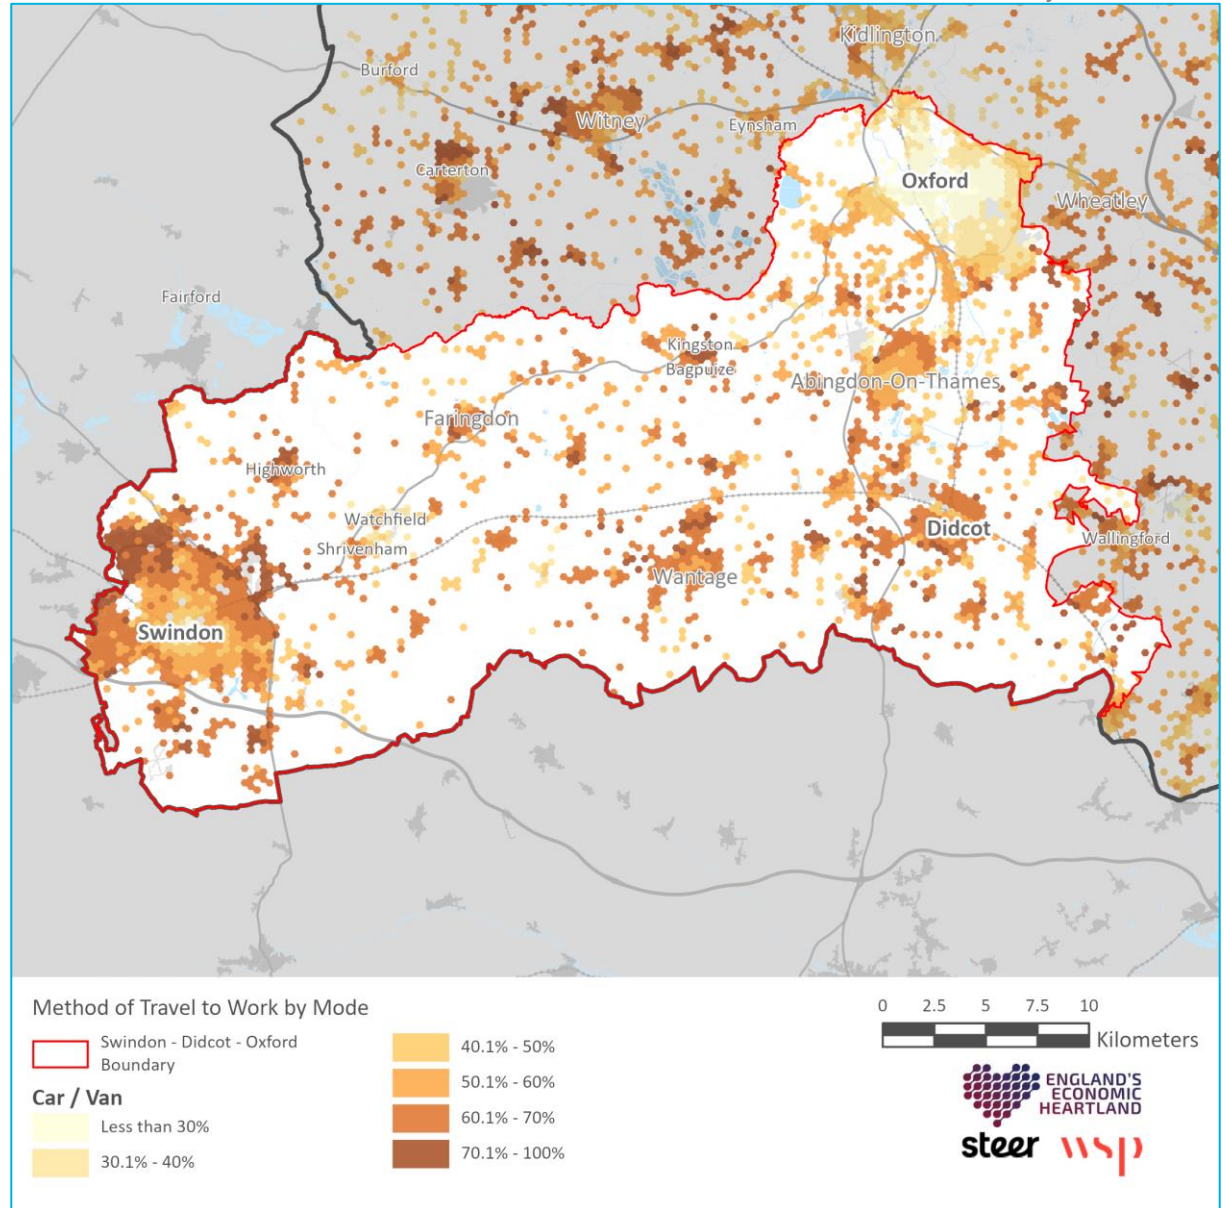 Kidlington
Burford
Witney
Eynsham
Carterton
Oxford
Wheatley
Fairford
Kingston
Bagpuize
Abingdon-On-Thames
Faringdon
Highworth
Watchfield
Shrivenham
Didcot
Wallingford
Wantage
Swindon
Method of Travel to Work by Mode
Swindon - Didcot - Oxford
Boundary
Car / Van
Less than 30%
30.1% - 40%
40.1% - 50%
50.1% - 60%
60.1% - 70%
70.1% - 100%
0 2.5 5 7.5 10
Kilometers
ENGLAND'S
ECONOMIC
HEARTLAND
steer wsp